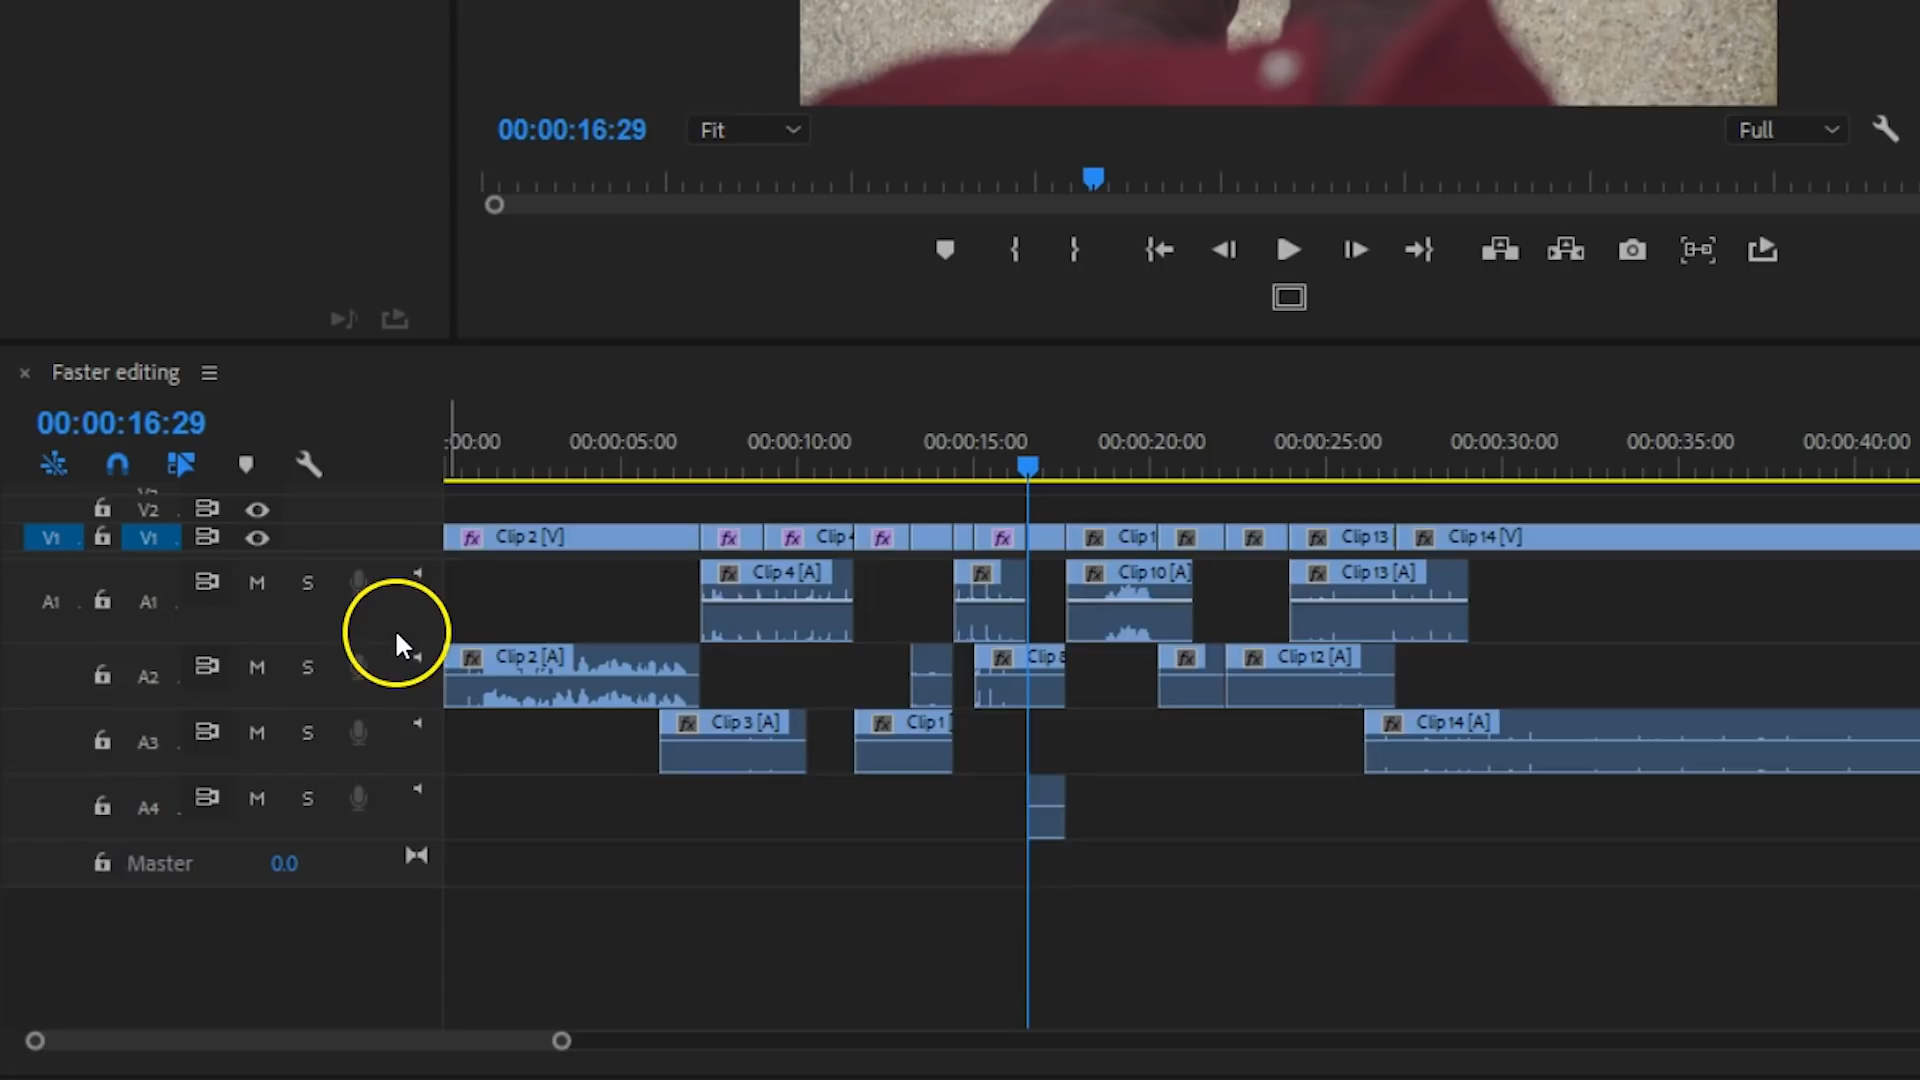 00:00:16:29 Fit Full
Faster editing
00:00:16:29
:00:00 00:00:05:00 00:00:10:00 00:00:15:00 00:00:20:00 00:00:25:00 00:00:30:00 00:00:35:00 00:00:40:00
V2
V1 V1 fx Clip 2 [V] fx fx Clip 4 fx fx fx Clip 1 fx fx fx Clip 13 fx Clip 14 [V]
fx Clip 4 [A] fx fx Clip 10 [A] fx Clip 13 [A]
A1 A1 M S
fx Clip 2 [A] fx Clip 8 fx fx Clip 12 [A]
A2 M S
fx Clip 3 [A] fx Clip 1 fx Clip 14 [A]
A3 M S
A4 M S
Master 0.0